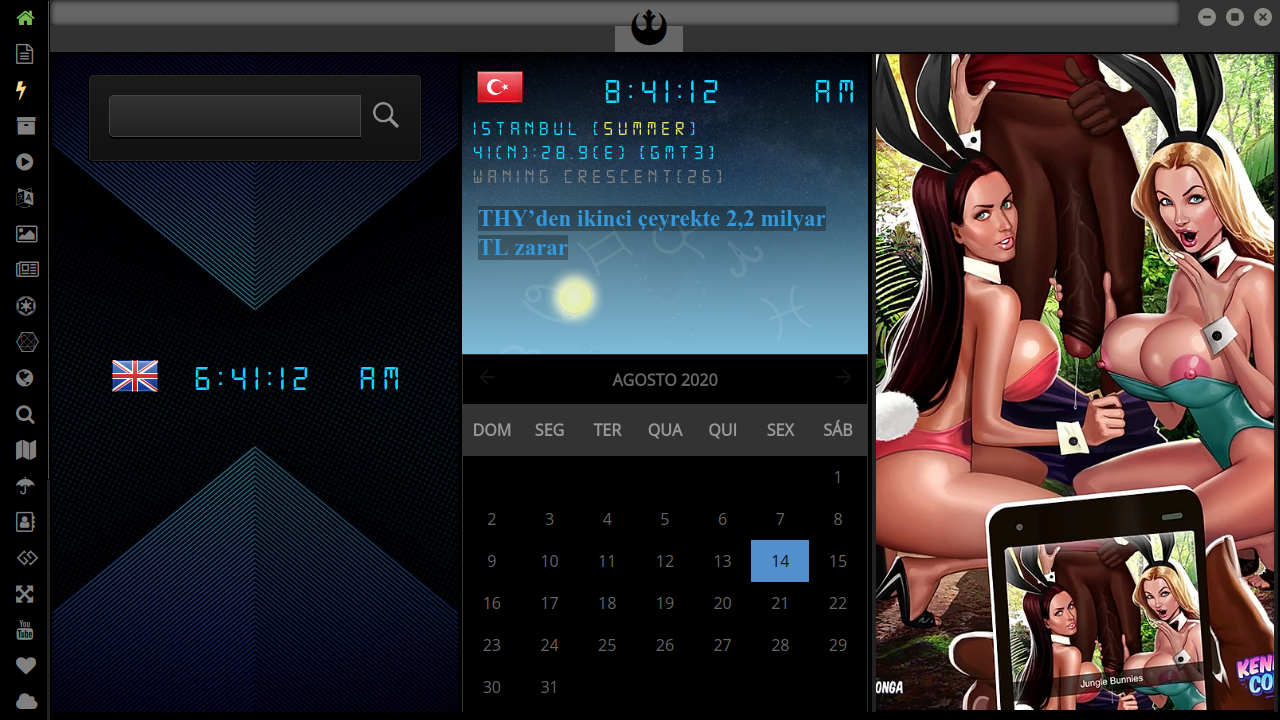 You
Tube
6:41:12 AM
8:41:12 AM
ISTANBUL (SUMMER)
41(N):28.9(E) (GMT3)
WANING CRESCENT(26)
THY’den ikinci çeyrekte 2,2 milyar
TL zarar
AGOSTO 2020
DOM SEG TER QUA QUI SEX SÁB
1
2 3 4 5 6 7 8
9 10 11 12 13 14 15
16 17 18 19 20 21 22
23 24 25 26 27 28 29
30 31
Jungle Bunnies